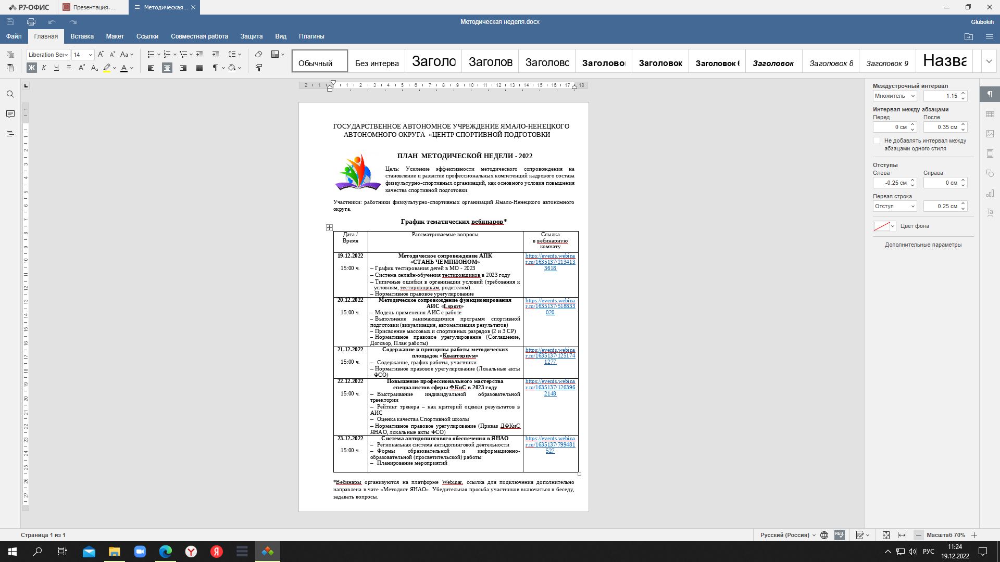 Р7-ОФИС
Презентация....
Методическая...
Методическая неделя.docx
Glubokih
Файл
Главная
Вставка
Макет
Ссылки
Совместная работа
Защита
Вид
Плагины
Liberation Ser
14
Обычный
Без интерва
Заголо
Заголов
Заголовс
Заголово
Заголовок
Заголовок 6
Заголовок
Заголовок 8
Заголовок 9
Назва
ГОСУДАРСТВЕННОЕ АВТОНОМНОЕ УЧРЕЖДЕНИЕ ЯМАЛО-НЕНЕЦКОГО
АВТОНОМНОГО ОКРУГА «ЦЕНТР СПОРТИВНОЙ ПОДГОТОВКИ
ПЛАН МЕТОДИЧЕСКОЙ НЕДЕЛИ - 2022
Цель: Усиление эффективности методического сопровождения на
становление и развитие профессиональных компетенций кадрового состава
физкультурно-спортивных организаций, как основного условия повышения
качества спортивной подготовки.
Участники: работники физкультурно-спортивных организаций Ямало-Ненецкого автономного
округа.
График тематических вебинаров*
Дата /
Время
Рассматриваемые вопросы
Ссылка
в вебинарную
комнату
19.12.2022
15:00 ч.
Методическое сопровождение АПК
«СТАНЬ ЧЕМПИОНОМ»
– График тестирования детей в МО - 2023
– Система онлайн-обучения тестировщиков в 2023 году
– Типичные ошибки в организации условий (требования к
условиям, тестировщикам, родителям).
– Нормативное правовое урегулирование
https://events.webina
r.ru/1635137/213413
3618
20.12.2022
15:00 ч.
Методическое сопровождение функционирования
АИС «Lsport»
– Модель применения АИС с работе
– Выполнение занимающимися программ спортивной
подготовки (визуализация, автоматизация результатов)
– Присвоение массовых и спортивных разрядов (2 и 3 СР)
– Нормативное правовое урегулирование (Соглашение,
Договор, План работы)
https://events.webina
r.ru/1635137/518833
020
21.12.2022
15:00 ч.
Содержание и принципы работы методических
площадок «Кванториум»
– Содержание, график работы, участники
– Нормативное правовое урегулирование (Локальные акты
ФСО)
https://events.webina
r.ru/1635137/125174
1277
22.12.2022
15:00 ч.
Повышение профессионального мастерства
специалистов сферы ФКиС в 2023 году
– Выстраивание индивидуальной образовательной
траектории
– Рейтинг тренера – как критерий оценки результатов в
АИС
– Оценка качества Спортивной школы
– Нормативное правовое урегулирование (Приказ ДФКиС
ЯНАО, локальные акты ФСО)
https://events.webina
r.ru/1635137/126396
2148
23.12.2022
15:00 ч.
Система антидопингового обеспечения в ЯНАО
– Региональная система антидопинговой деятельности
– Формы образовательной и информационно-
образовательной (просветительской) работы
– Планирование мероприятий
https://events.webina
r.ru/1635137/799481
527
*Вебинары организуются на платформе Webinar, ссылка для подключения дополнительно
направлена в чате «Методист ЯНАО». Убедительная просьба участников включаться в беседу,
задавать вопросы.
Междустрочный интервал
Множитель
1.15
Интервал между абзацами
Перед
После
0 см
0.35 см
Не добавлять интервал между
абзацами одного стиля
Отступы
Слева
Справа
-0.25 см
0 см
Первая строка
Отступ
0.25 см
Цвет фона
Дополнительные параметры
Страница 1 из 1
Русский (Россия)
Масштаб 70%
РУС
11:24
19.12.2022